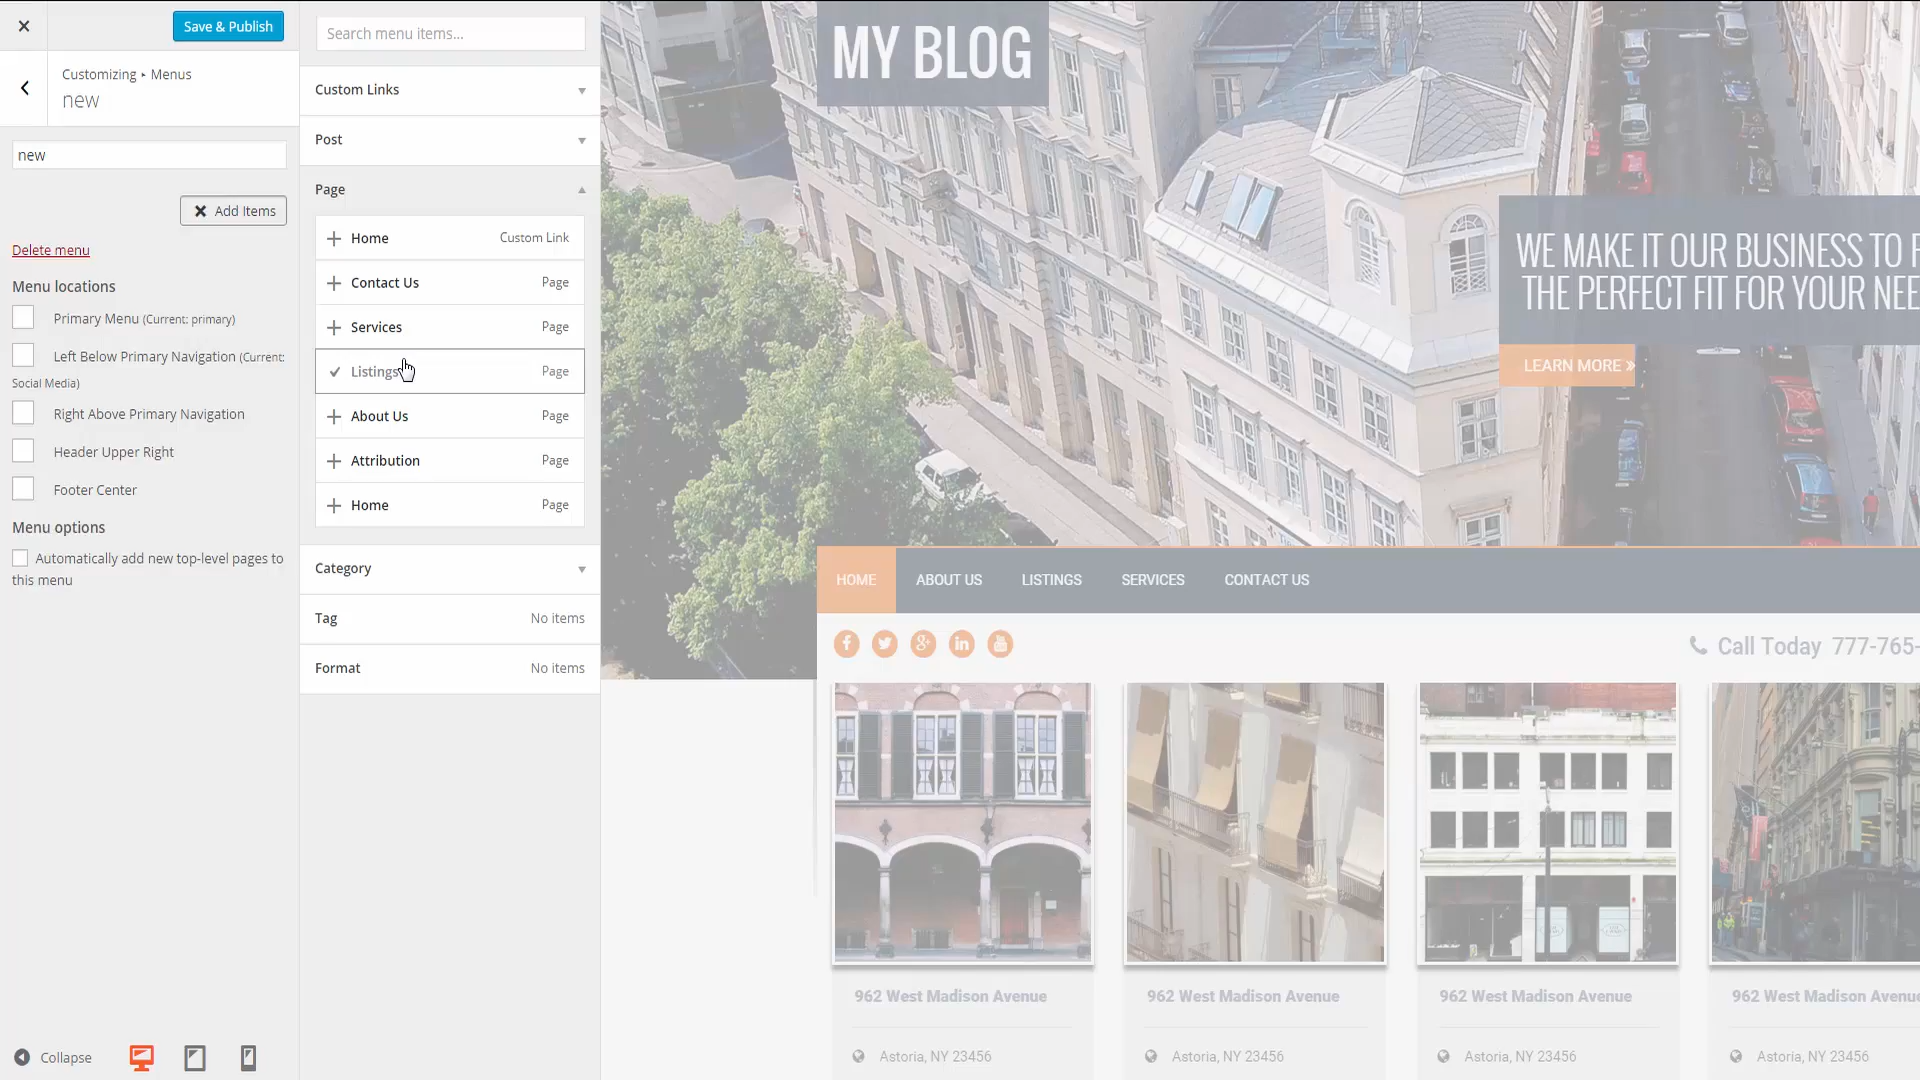 Save & Publish
Customizing ▸ Menus
new
new
Add Items
Delete menu
Menu locations
Primary Menu (Current: primary)
Left Below Primary Navigation (Current:
Social Media)
Right Above Primary Navigation
Header Upper Right
Footer Center
Menu options
Automatically add new top-level pages to
this menu
Collapse
Search menu items...
Custom Links
Post
Page
Home Custom Link
Contact Us Page
Services Page
Listings Page
About Us Page
Attribution Page
Home Page
Category
Tag No items
Format No items
MY BLOG
WE MAKE IT OUR BUSINESS TO
THE PERFECT FIT FOR YOUR NEE
LEARN MORE »
HOME ABOUT US LISTINGS SERVICES CONTACT US
Call Today 777-765-
962 West Madison Avenue 962 West Madison Avenue 962 West Madison Avenue 962 West Madison Avenue
Astoria, NY 23456 Astoria, NY 23456 Astoria, NY 23456 Astoria, NY 23456